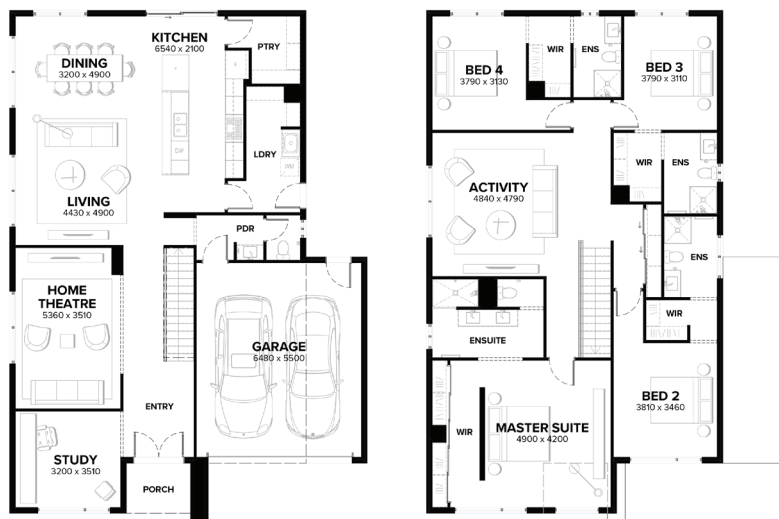 KITCHEN
6540 x 2100
PTRY
DINING
3200 x 4900
LDRY
LIVING
4430 x 4900
PDR
HOME
THEATRE
5360 x 3510
GARAGE
6480 x 5500
ENTRY
STUDY
3200 x 3510
PORCH
DW
BED 4
3790 x 3130
WIR
ENS
BED 3
3790 x 3110
WIR
ENS
ACTIVITY
4840 x 4790
ENS
WIR
ENSUITE
BED 2
3810 x 3460
WIR
MASTER SUITE
4900 x 4200